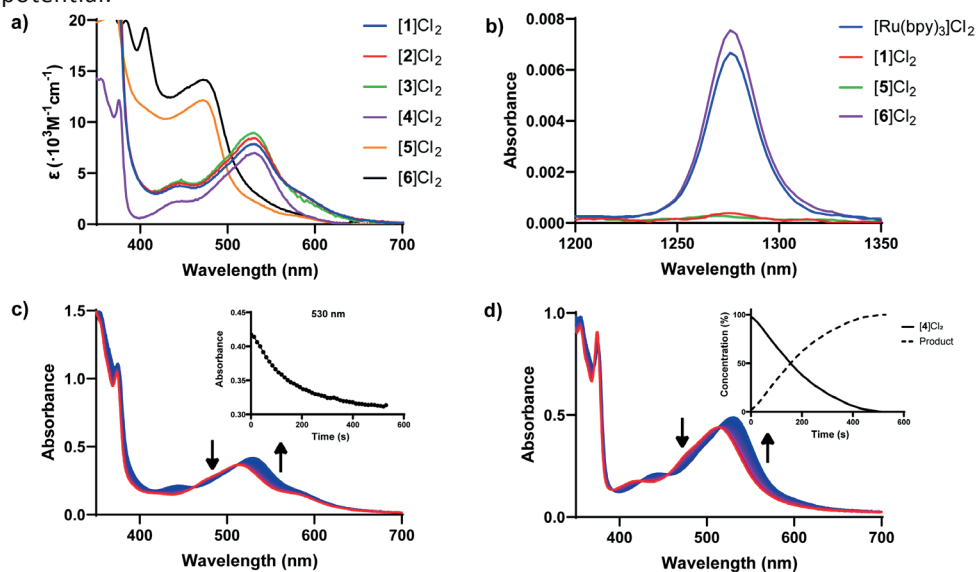 potential.
a)
20
15
10
5
0
ε (·10³M⁻¹cm⁻¹)
400 500 600 700
Wavelength (nm)
[1]Cl₂
[2]Cl₂
[3]Cl₂
[4]Cl₂
[5]Cl₂
[6]Cl₂
b)
0.008
0.006
0.004
0.002
0.000
Absorbance
1200 1250 1300 1350
Wavelength (nm)
[Ru(bpy)₃]Cl₂
[1]Cl₂
[5]Cl₂
[6]Cl₂
c)
1.5
1.0
0.5
0.0
Absorbance
400 500 600 700
Wavelength (nm)
530 nm
0.45
0.40
0.35
0.30
Absorbance
0 200 400 600
Time (s)
d)
1.0
0.5
0.0
Absorbance
400 500 600 700
Wavelength (nm)
100
50
0
Concentration (%)
0 200 400 600
Time (s)
[4]Cl₂
Product